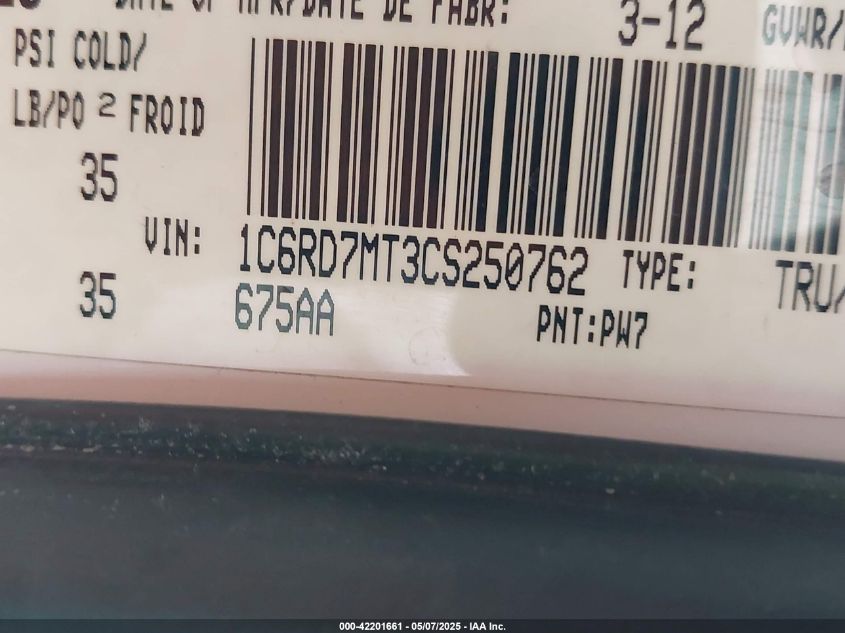 DATE OF MFR/DATE DE FABR: 3-12 GVWR/
PSI COLD/
LB/PO 2 FROID
35
VIN: 1C6RD7MT3CS250762 TYPE: TRU
35 675AA PNT:PW7
000-42201661 - 05/07/2025 - IAA Inc.